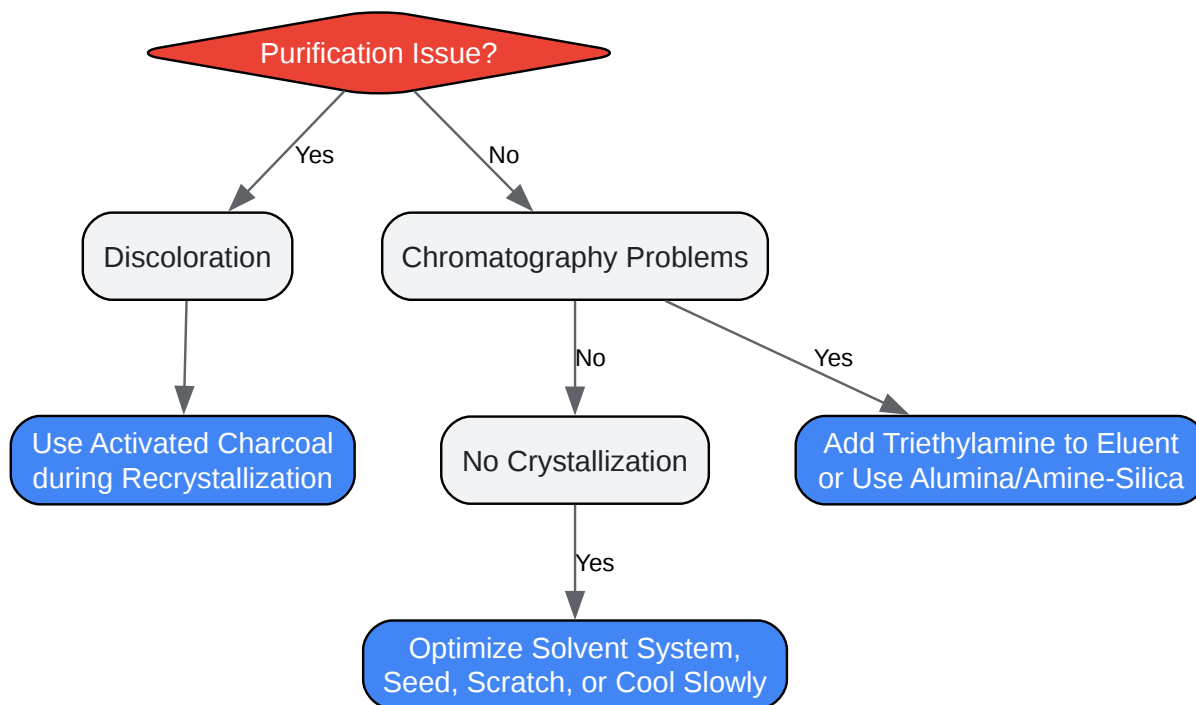 Purification Issue?
Yes
No
Discoloration
Chromatography Problems
No
Yes
Use Activated Charcoal
during Recrystallization
No Crystallization
Add Triethylamine to Eluent
or Use Alumina/Amine-Silica
Yes
Optimize Solvent System,
Seed, Scratch, or Cool Slowly